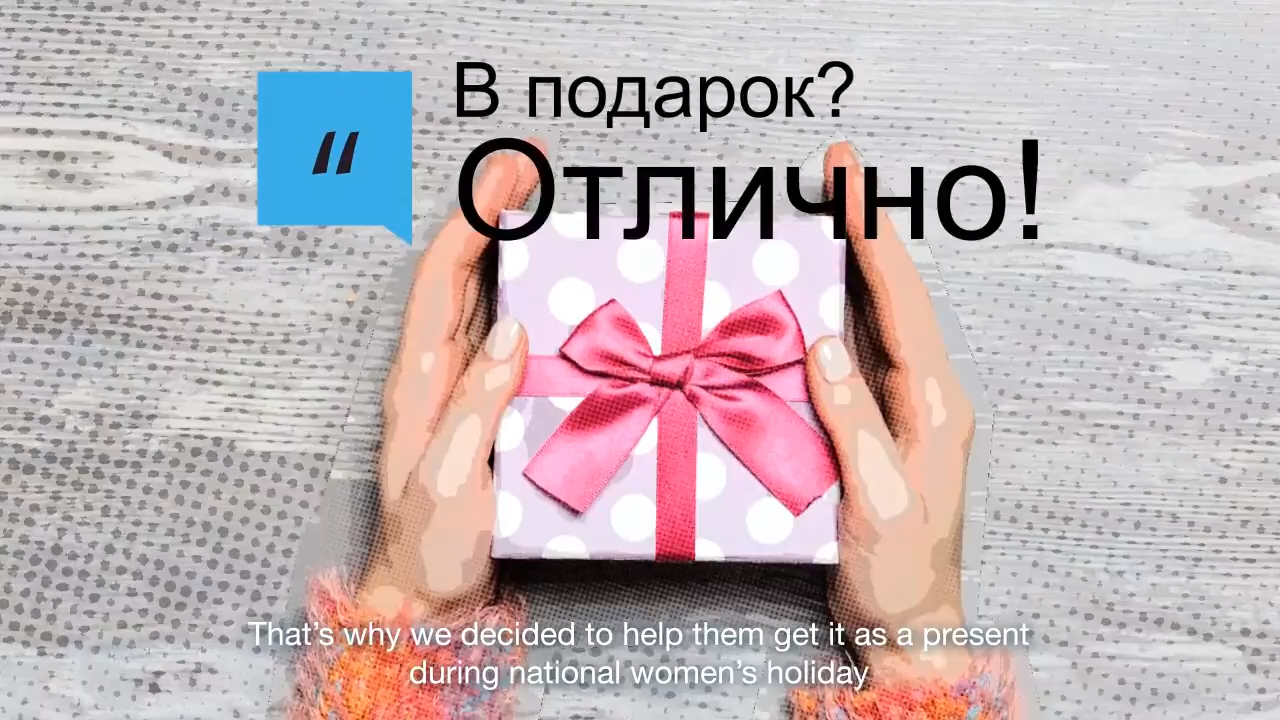 “
В подарок?
Отлично!
That’s why we decided to help them get it as a present
during national women’s holiday